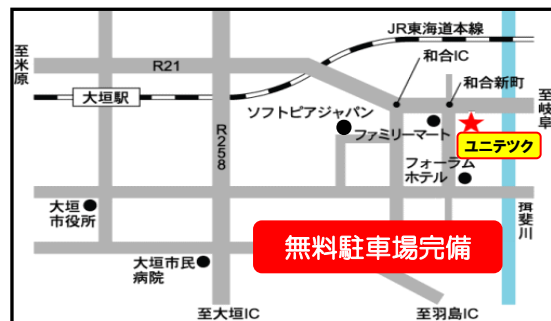 JR東海道本線
至米原
和合IC
R21
和合新町
大垣駅
至岐阜
ソフトピアジャパン
ファミリーマート
ユニテツク
R258
フォーラム
ホテル
大垣
市役所
揖斐川
無料駐車場完備
大垣市民
病院
至大垣IC
至羽島IC